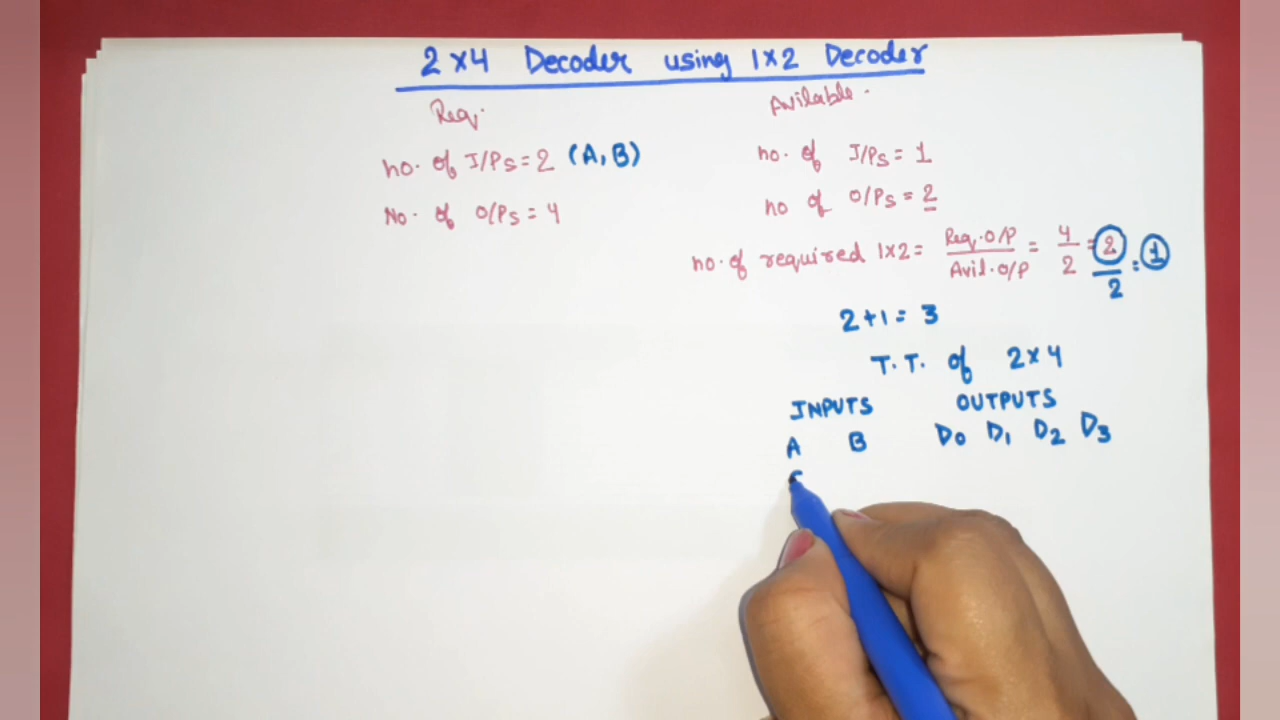 2x4 Decoder using 1x2 Decoder
Req.
no. of I/Ps = 2 (A, B)
No. of O/Ps = 4
Avilable.
no. of I/Ps = 1
no of O/Ps = 2
no. of required 1x2 = Req. O/P / Avil. O/P = 4/2 = 2/2 = 1
2+1 = 3
T.T. of 2x4
INPUTS OUTPUTS
A B D0 D1 D2 D3